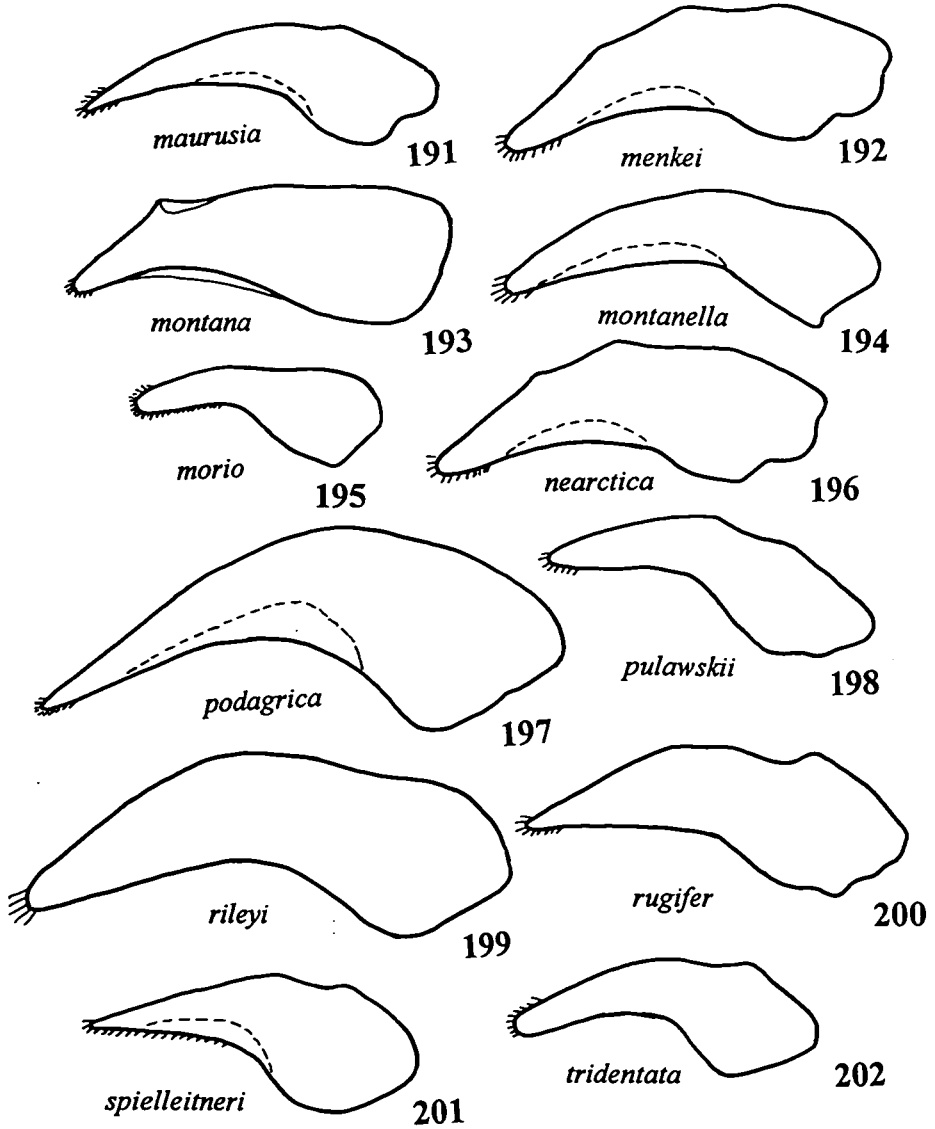 maurusia
191
menkei
192
montana
193
montanella
194
morio
195
nearctica
196
podagrica
197
pulawskii
198
rileyi
199
rugifer
200
spielleitneri
201
tridentata
202